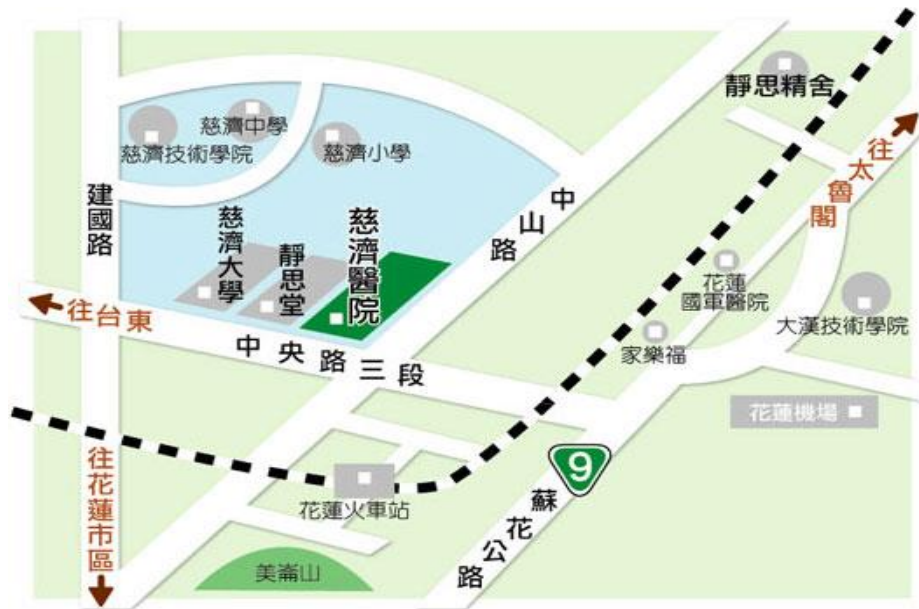 靜思精舍
慈濟中學
慈濟技術學院
慈濟小學
往太魯閣
建國路
中山路
慈濟大學
靜思堂
慈濟醫院
花蓮
國軍醫院
大漢技術學院
往台東
中央路三段
家樂福
花蓮機場
9
往花蓮市區
花蓮火車站
蘇花公路
美崙山